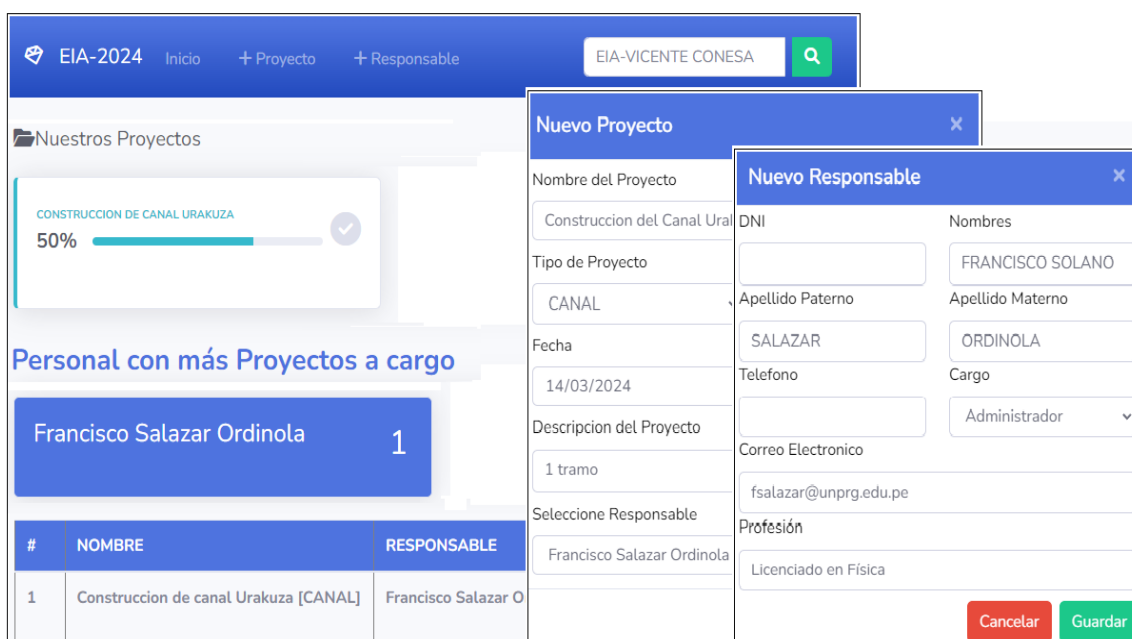 EIA-2024 Inicio + Proyecto + Responsable EIA-VICENTE CONESA
Nuestros Proyectos
CONSTRUCCION DE CANAL URAKUZA
50%
Personal con más Proyectos a cargo
Francisco Salazar Ordinola 1
# NOMBRE RESPONSABLE
1 Construccion de canal Urakuza [CANAL] Francisco Salazar O
Nuevo Proyecto ×
Nombre del Proyecto
Construccion del Canal Ural
Tipo de Proyecto
CANAL
Fecha
14/03/2024
Descripcion del Proyecto
1 tramo
Seleccione Responsable
Francisco Salazar Ordinola
Nuevo Responsable ×
DNI Nombres
FRANCISCO SOLANO
Apellido Paterno Apellido Materno
SALAZAR ORDINOLA
Telefono Cargo
Administrador
Correo Electronico
fsalazar@unprg.edu.pe
Profesión
Licenciado en Física
Cancelar Guardar